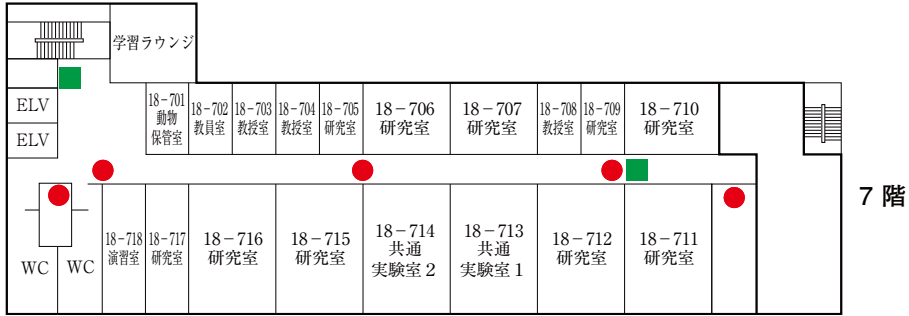 学習ラウンジ
ELV
ELV
18－701
動物
保管室
18－702
教員室
18－703
教授室
18－704
教授室
18－705
研究室
18－706
研究室
18－707
研究室
18－708
教授室
18－709
研究室
18－710
研究室
7 階
WC
WC
18－718
演習室
18－717
研究室
18－716
研究室
18－715
研究室
18－714
共通
実験室 2
18－713
共通
実験室 1
18－712
研究室
18－711
研究室